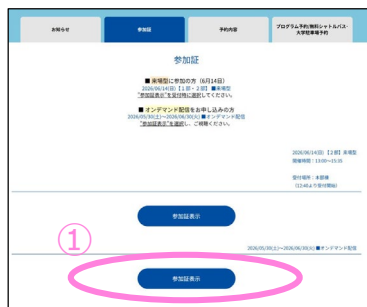 お知らせ
参加証
予約内容
プログラム予約/無料シャトルバス・
大学駐車場予約
参加証
■ 来場型に参加の方（6月14日）
2026/06/14(日)【1部・2部】■来場型
"参加証表示"を受付時に選択してください。
■ オンデマンド配信をお申し込みの方
2026/05/30(土)～2026/06/30(火) ■オンデマンド配信
"参加証表示"を選択し、ご視聴ください。
2026/06/14(日)【2部】来場型
開催時間：13:00～15:35
受付場所：本部棟
（12:40より受付開始）
参加証表示
①
2026/05/30(土)～2026/06/30(火) ■オンデマンド配信
参加証表示